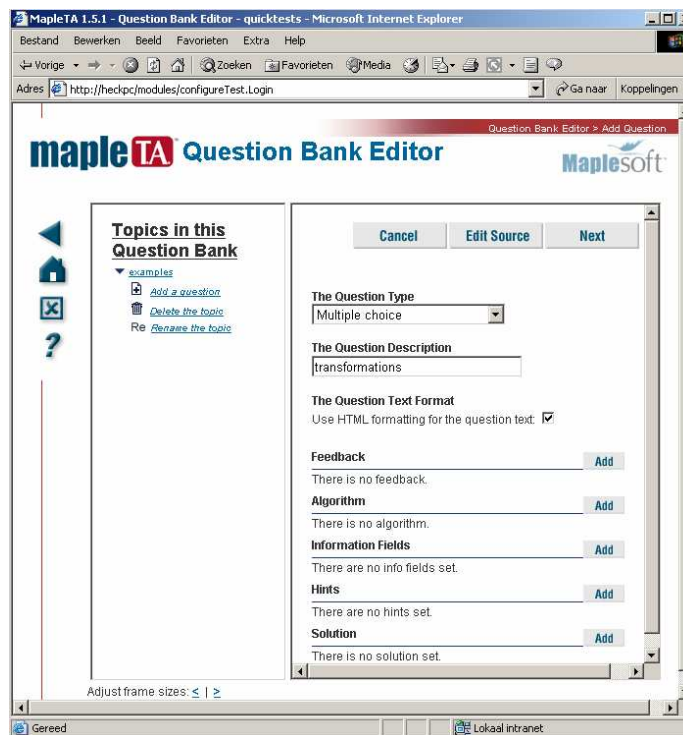 MapleTA 1.5.1 - Question Bank Editor - quicktests - Microsoft Internet Explorer
Bestand Bewerken Beeld Favorieten Extra Help
Vorige Zoeken Favorieten Media
Adres http://heckpc/modules/configureTest.Login Ga naar Koppelingen
Question Bank Editor > Add Question
maple TA Question Bank Editor
Maplesoft
Topics in this
Question Bank
examples
Add a question
Delete the topic
Re Rename the topic
?
Cancel Edit Source Next
The Question Type
Multiple choice
The Question Description
transformations
The Question Text Format
Use HTML formatting for the question text:
Feedback Add
There is no feedback.
Algorithm Add
There is no algorithm.
Information Fields Add
There are no info fields set.
Hints Add
There are no hints set.
Solution Add
There is no solution set.
Adjust frame sizes: < | >
Gereed Lokaal intranet